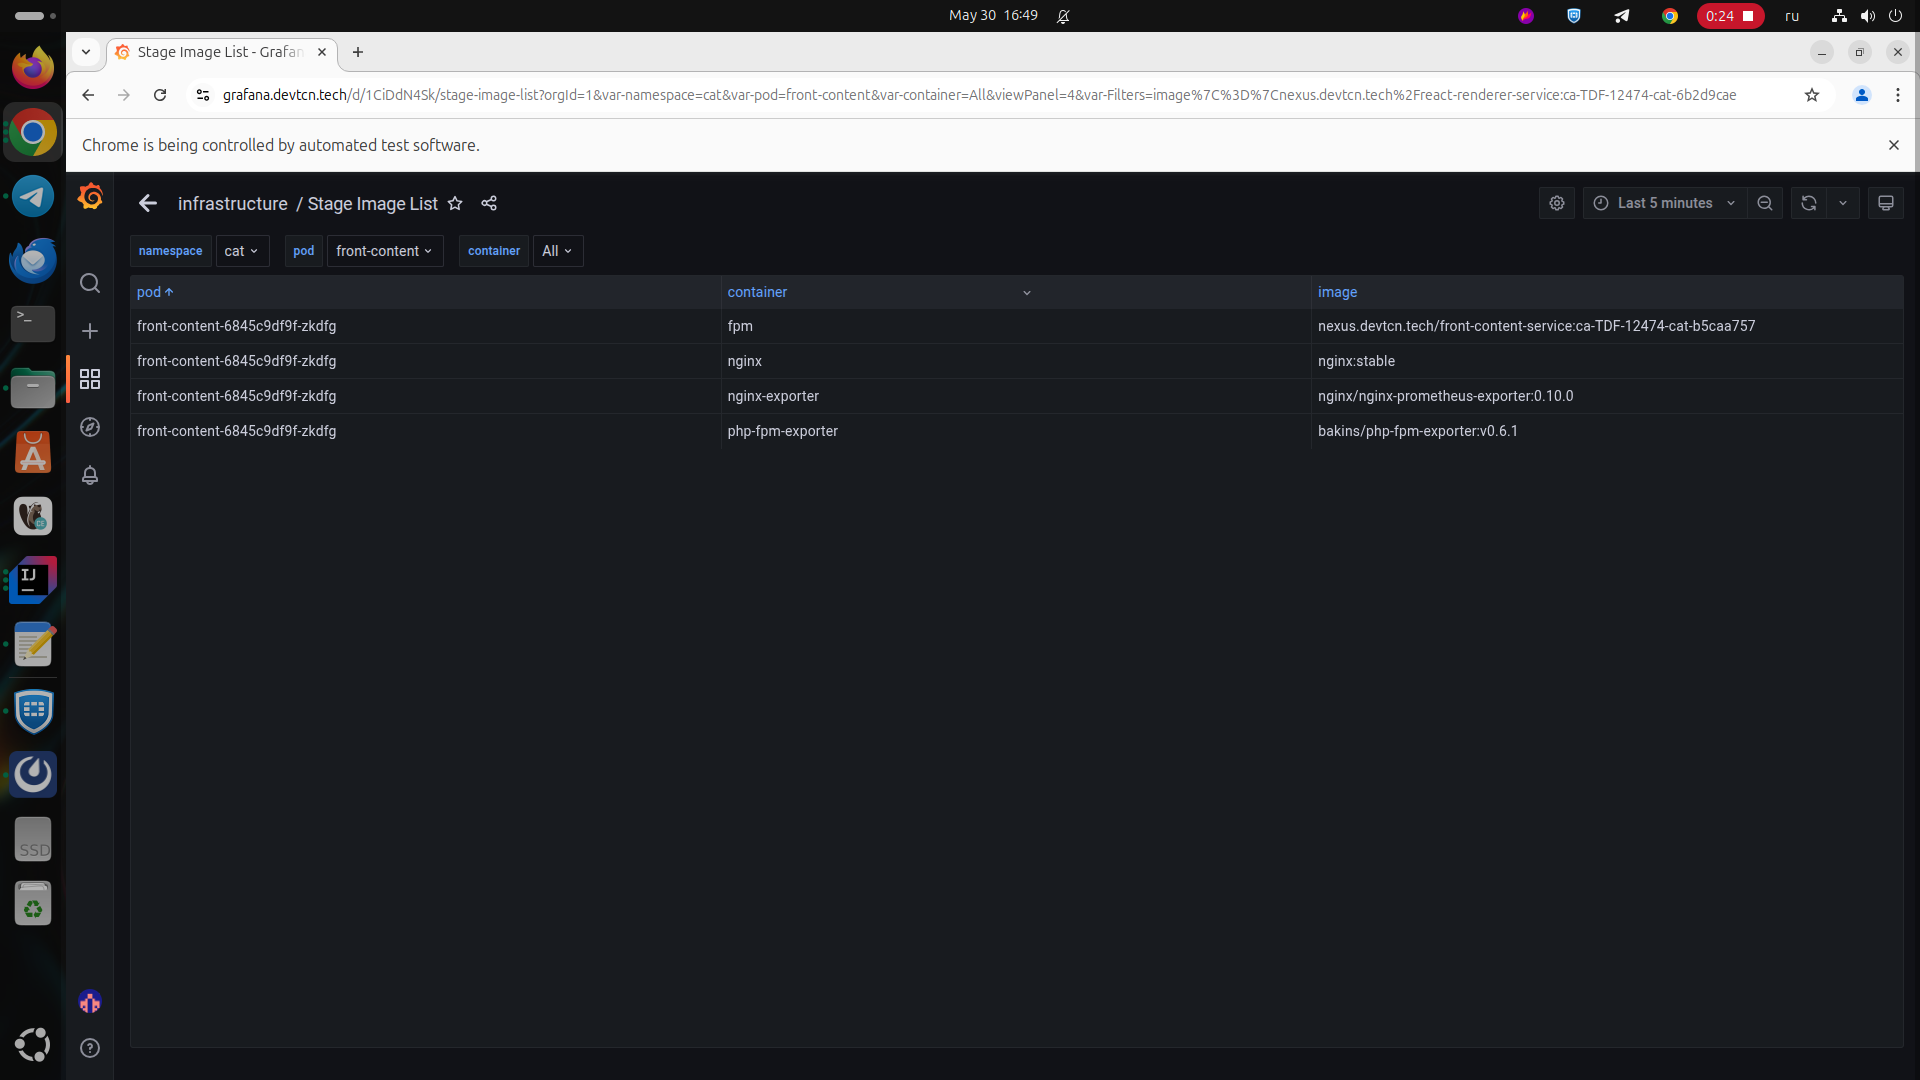 May 30 16:49
0:24
ru
Stage Image List - Grafan
grafana.devtcn.tech/d/1CiDdN4Sk/stage-image-list?orgId=1&var-namespace=cat&var-pod=front-content&var-container=All&viewPanel=4&var-Filters=image%7C%3D%7Cnexus.devtcn.tech%2Freact-renderer-service:ca-TDF-12474-cat-6b2d9cae
Chrome is being controlled by automated test software.
infrastructure / Stage Image List
Last 5 minutes
namespace cat pod front-content container All
pod container image
front-content-6845c9df9f-zkdfg fpm nexus.devtcn.tech/front-content-service:ca-TDF-12474-cat-b5caa757
front-content-6845c9df9f-zkdfg nginx nginx:stable
front-content-6845c9df9f-zkdfg nginx-exporter nginx/nginx-prometheus-exporter:0.10.0
front-content-6845c9df9f-zkdfg php-fpm-exporter bakins/php-fpm-exporter:v0.6.1
>_
CE
IJ
SSD